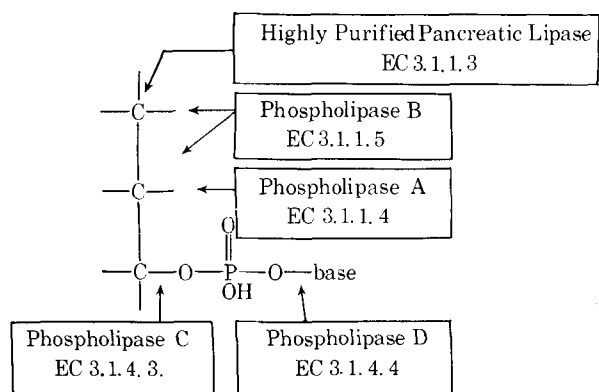 Highly Purified Pancreatic Lipase
EC 3.1.1.3
C
Phospholipase B
EC 3.1.1.5
C
Phospholipase A
EC 3.1.1.4
O
C—O—P—O—base
OH
Phospholipase C
EC 3.1.4.3.
Phospholipase D
EC 3.1.4.4